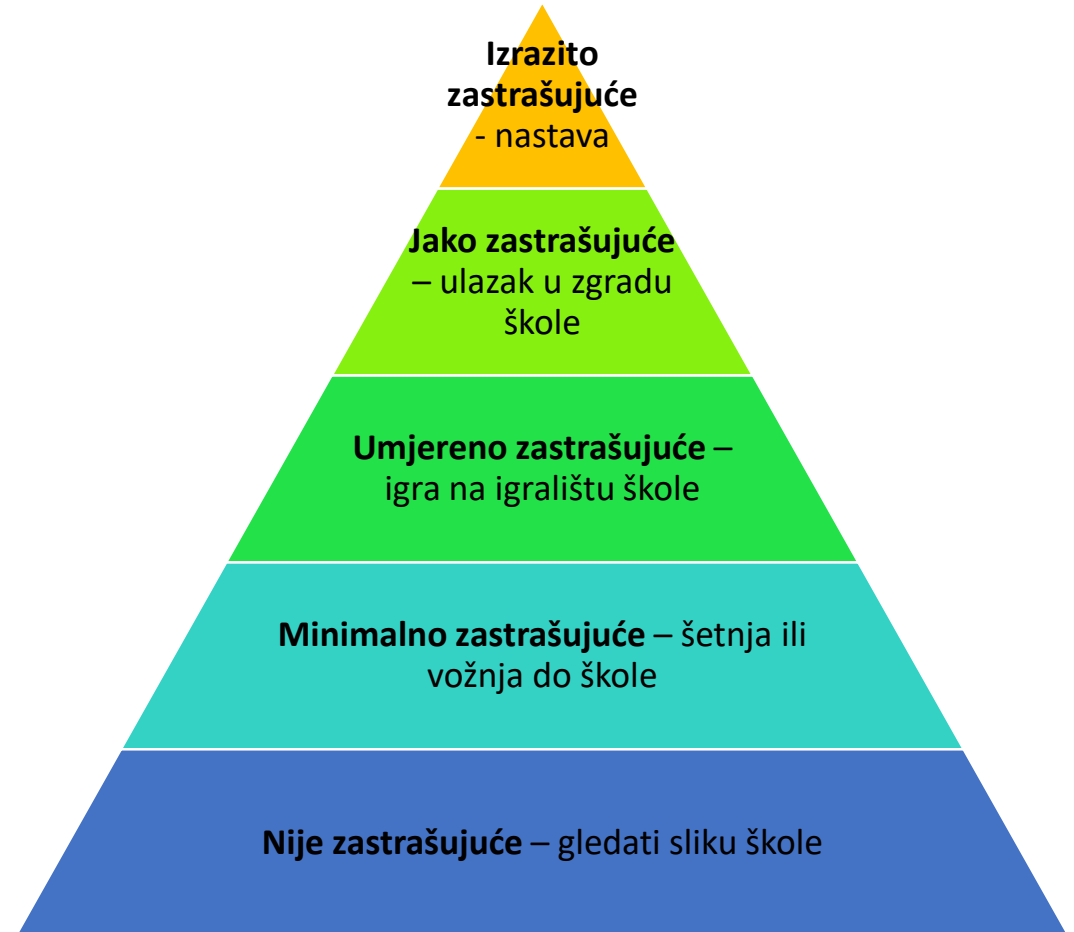 Izrazito
zastrašujuće
- nastava
Jako zastrašujuće
– ulazak u zgradu
škole
Umjereno zastrašujuće –
igra na igralištu škole
Minimalno zastrašujuće – šetnja ili
vožnja do škole
Nije zastrašujuće – gledati sliku škole